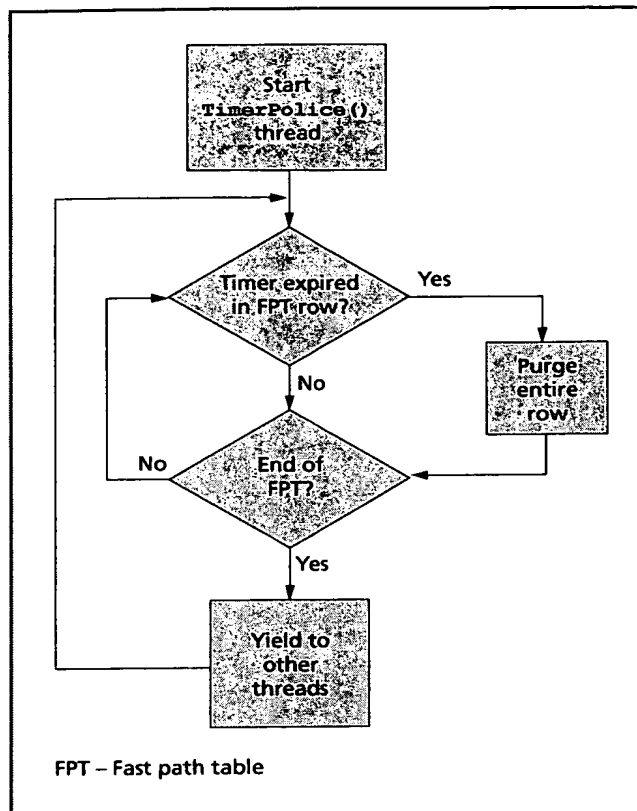 Start
TimerPolice()
thread
Timer expired
in FPT row?
Yes
No
Purge
entire
row
No
End of
FPT?
Yes
Yield to
other
threads
FPT – Fast path table